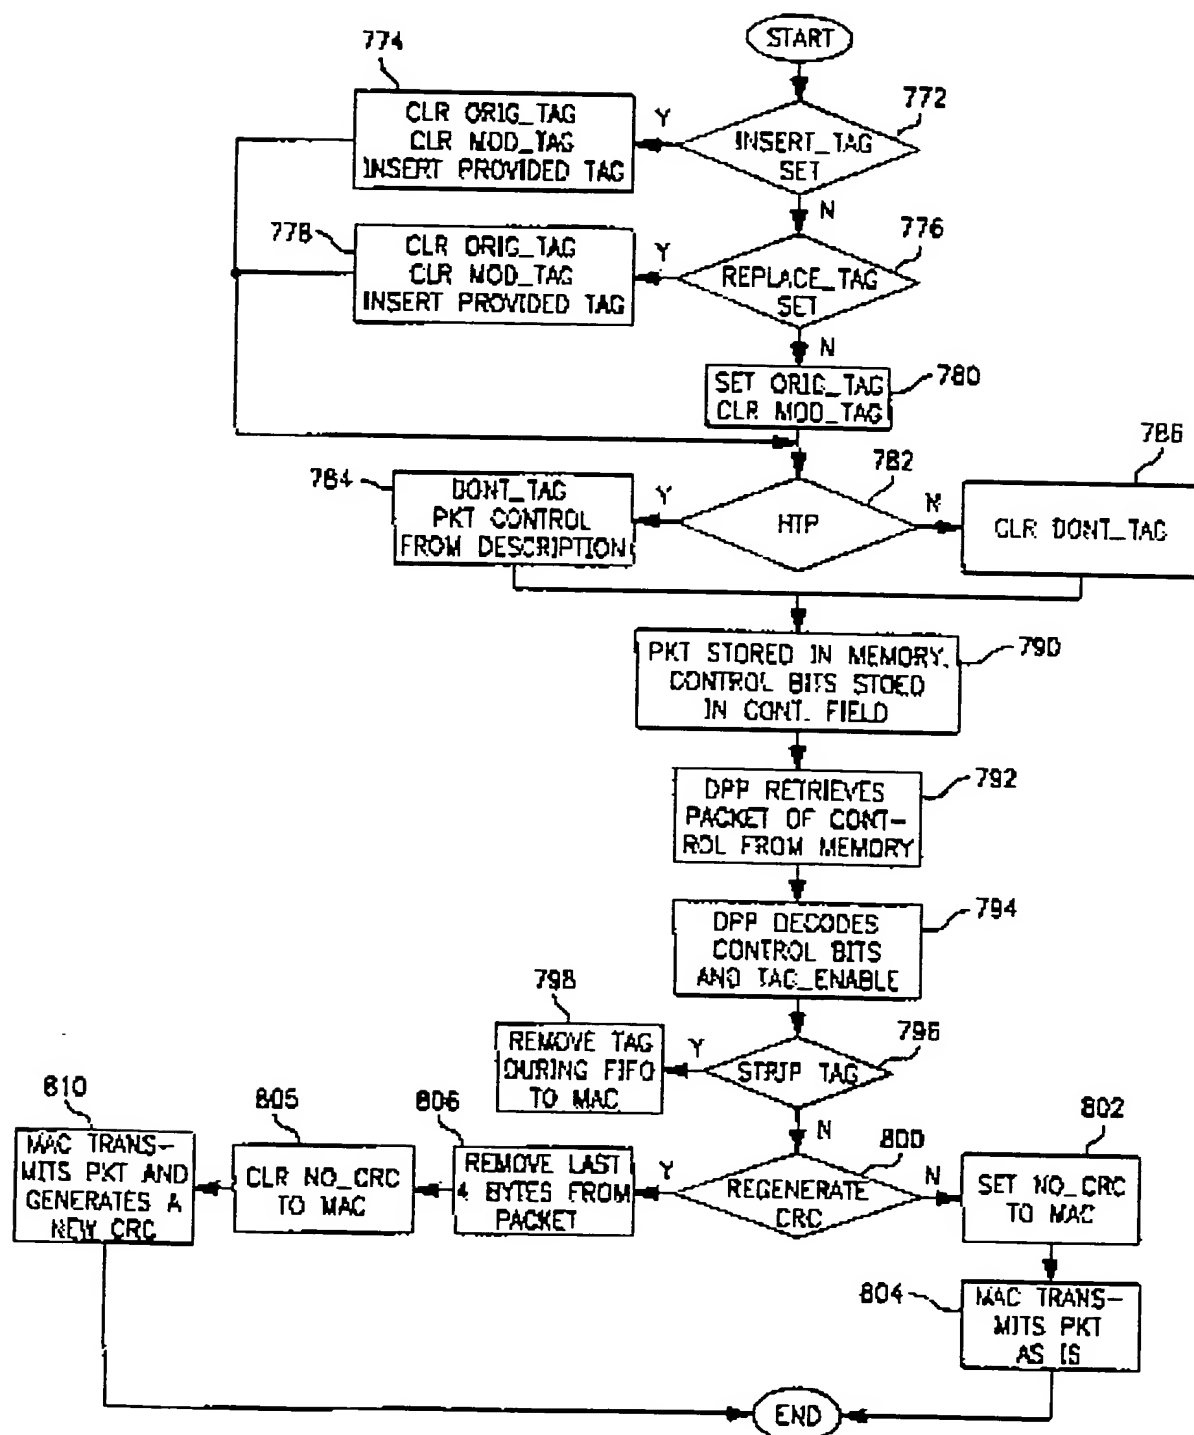 START
774
CLR ORIG_TAG
CLR MOD_TAG
INSERT PROVIDED TAG
Y
INSERT_TAG
SET
772
N
778
CLR ORIG_TAG
CLR MOD_TAG
INSERT PROVIDED TAG
Y
REPLACE_TAG
SET
776
N
SET ORIG_TAG
CLR MOD_TAG
780
784
DONT_TAG
PKT CONTROL
FROM DESCRIPTION
Y
HTP
782
N
786
CLR DONT_TAG
PKT STORED IN MEMORY.
CONTROL BITS STOED
IN CONT. FIELD
790
DPP RETRIEVES
PACKET OF CONT-
ROL FROM MEMORY
792
DPP DECODES
CONTROL BITS
AND TAG_ENABLE
794
798
REMOVE TAG
DURING FIFO
TO MAC
Y
STRIP TAG
796
N
810
MAC TRANS-
MITS PKT AND
GENERATES A
NEW CRC
805
CLR NO_CRC
TO MAC
806
REMOVE LAST
4 BYTES FROM
PACKET
Y
REGENERATE
CRC
800
N
802
SET NO_CRC
TO MAC
804
MAC TRANS-
MITS PKT
AS IS
END